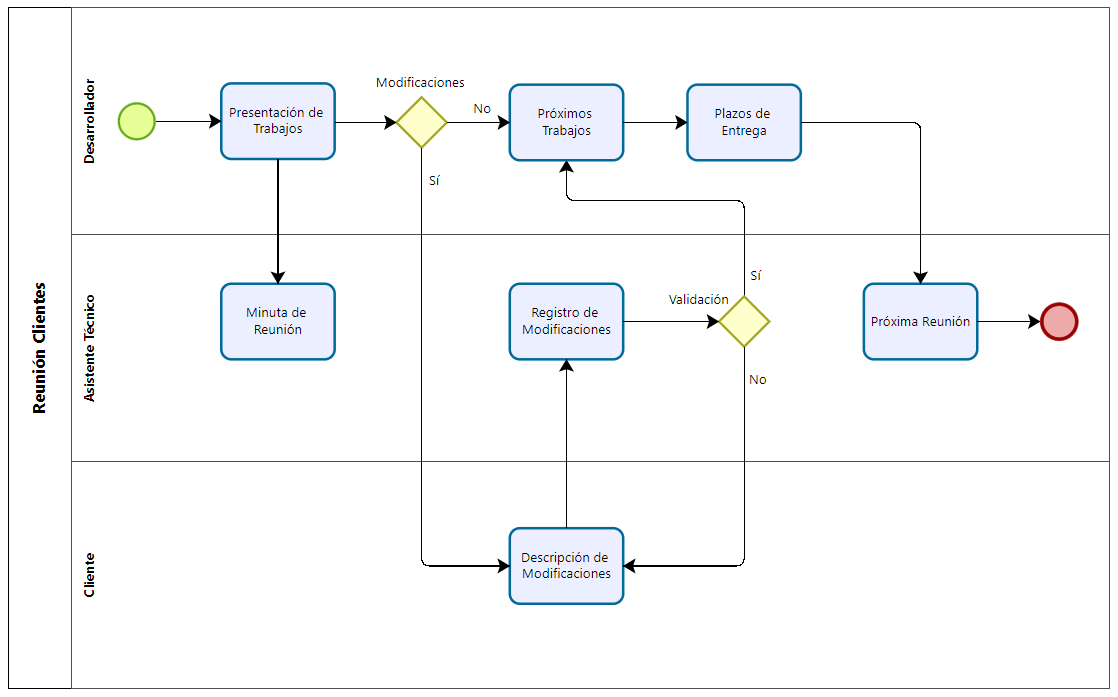 Reunión Clientes
Desarrollador
Modificaciones
Presentación de
Trabajos
No
Próximos
Trabajos
Plazos de
Entrega
Sí
Asistente Técnico
Minuta de
Reunión
Registro de
Modificaciones
Validación
Sí
Próxima Reunión
No
Cliente
Descripción de
Modificaciones